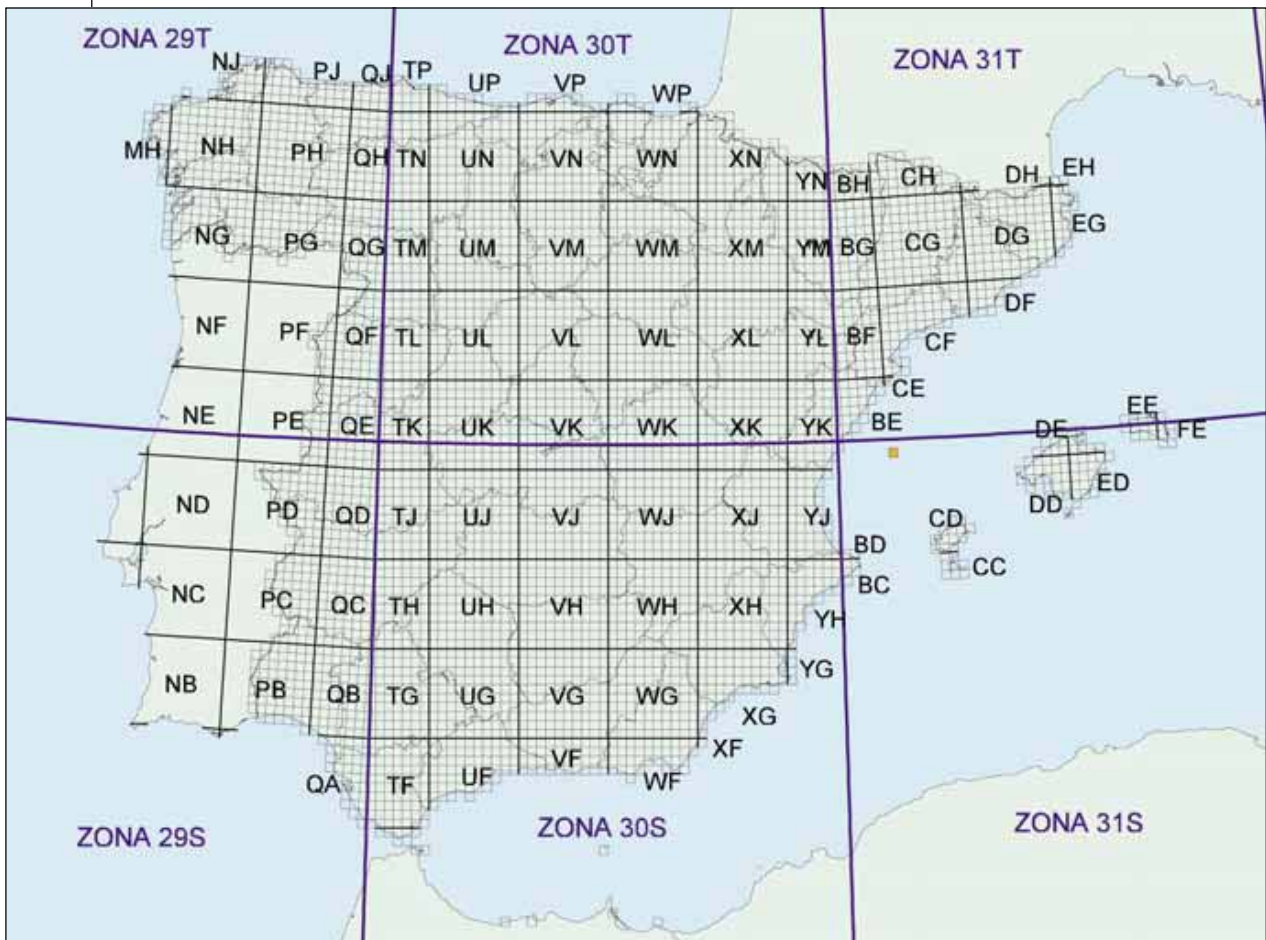 ZONA 29T
ZONA 30T
ZONA 31T
NJ PJ QJ TP UP VP WP
MH NH PH QH TN UN VN WN XN YN BH CH DH EH
NG PG QG TM UM VM WM XM YM BG CG DG EG
NF PF QF TL UL VL WL XL YL BF CF DF
NE PE QE TK UK VK WK XK YK BE CE DE EE FE
ND PD QD TJ UJ VJ WJ XJ YJ BD CD DD ED
NC PC QC TH UH VH WH XH YH BC CC
NB PB QB TG UG VG WG XG YG
QA TF UF VF WF XF
ZONA 29S
ZONA 30S
ZONA 31S